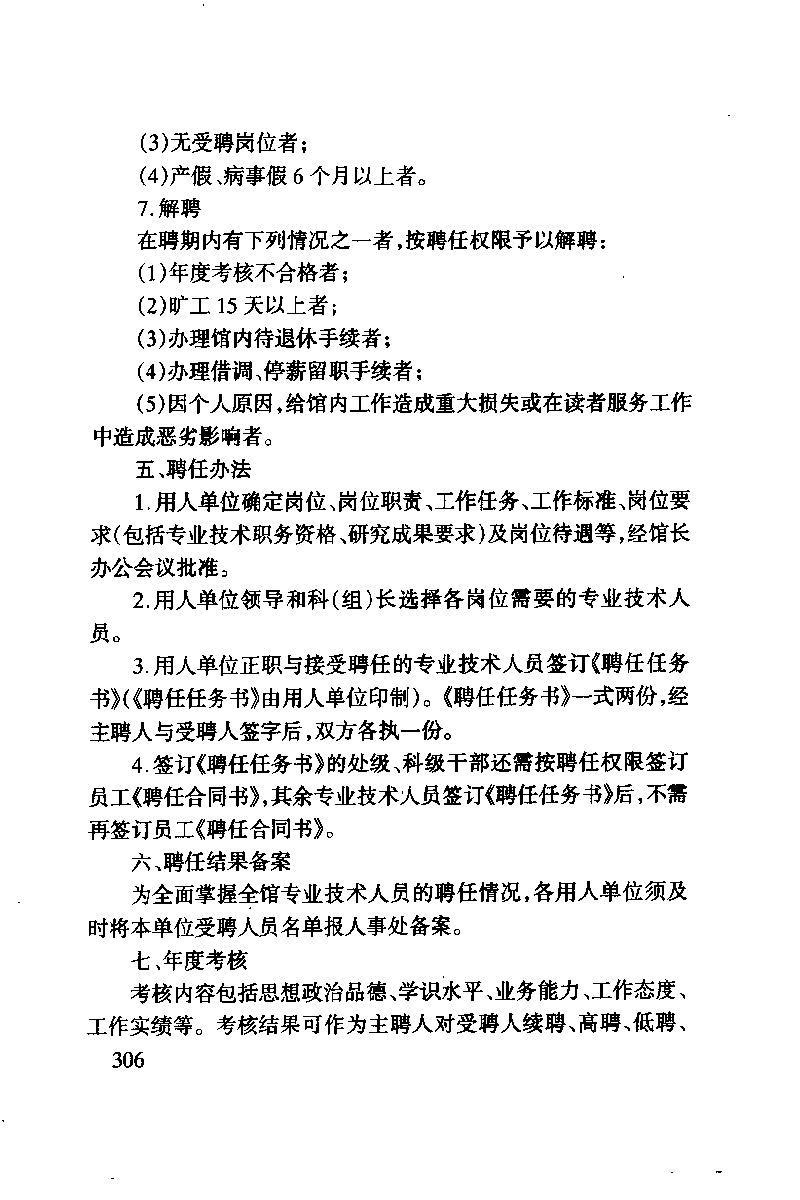 (3)无受聘岗位者;
(4)产假、病事假6个月以上者。
7.解聘
在聘期内有下列情况之一者,按聘任权限予以解聘:
(1)年度考核不合格者;
(2)旷工15天以上者;
(3)办理馆内待退休手续者;
(4)办理借调、停薪留职手续者;
(5)因个人原因,给馆内工作造成重大损失或在读者服务工作
中造成恶劣影响者。
五、聘任办法
1.用人单位确定岗位、岗位职责、工作任务、工作标准、岗位要
求(包括专业技术职务资格、研究成果要求)及岗位待遇等,经馆长
办公会议批准。
2.用人单位领导和科(组)长选择各岗位需要的专业技术人
员。
3.用人单位正职与接受聘任的专业技术人员签订《聘任任务
书》(《聘任任务书》由用人单位印制)。《聘任任务书》一式两份,经
主聘人与受聘人签字后,双方各执一份。
4.签订《聘任任务书》的处级、科级干部还需按聘任权限签订
员工《聘任合同书》,其余专业技术人员签订《聘任任务书》后,不需
再签订员工《聘任合同书》。
六、聘任结果备案
为全面掌握全馆专业技术人员的聘任情况,各用人单位须及
时将本单位受聘人员名单报人事处备案。
七、年度考核
考核内容包括思想政治品德、学识水平、业务能力、工作态度、
工作实绩等。考核结果可作为主聘人对受聘人续聘、高聘、低聘、
306